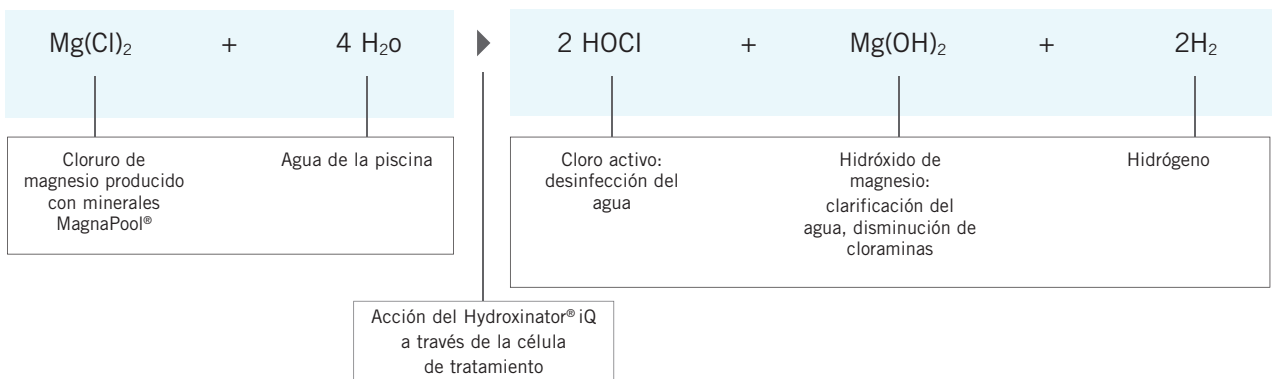 Mg(Cl)₂ + 4 H₂o ▶ 2 HOCl + Mg(OH)₂ + 2H₂
Cloruro de
magnesio producido
con minerales
MagnaPool®
Agua de la piscina
Cloro activo:
desinfección del
agua
Hidróxido de
magnesio:
clarificación del
agua, disminución de
cloraminas
Hidrógeno
Acción del Hydroxinator® iQ
a través de la célula
de tratamiento